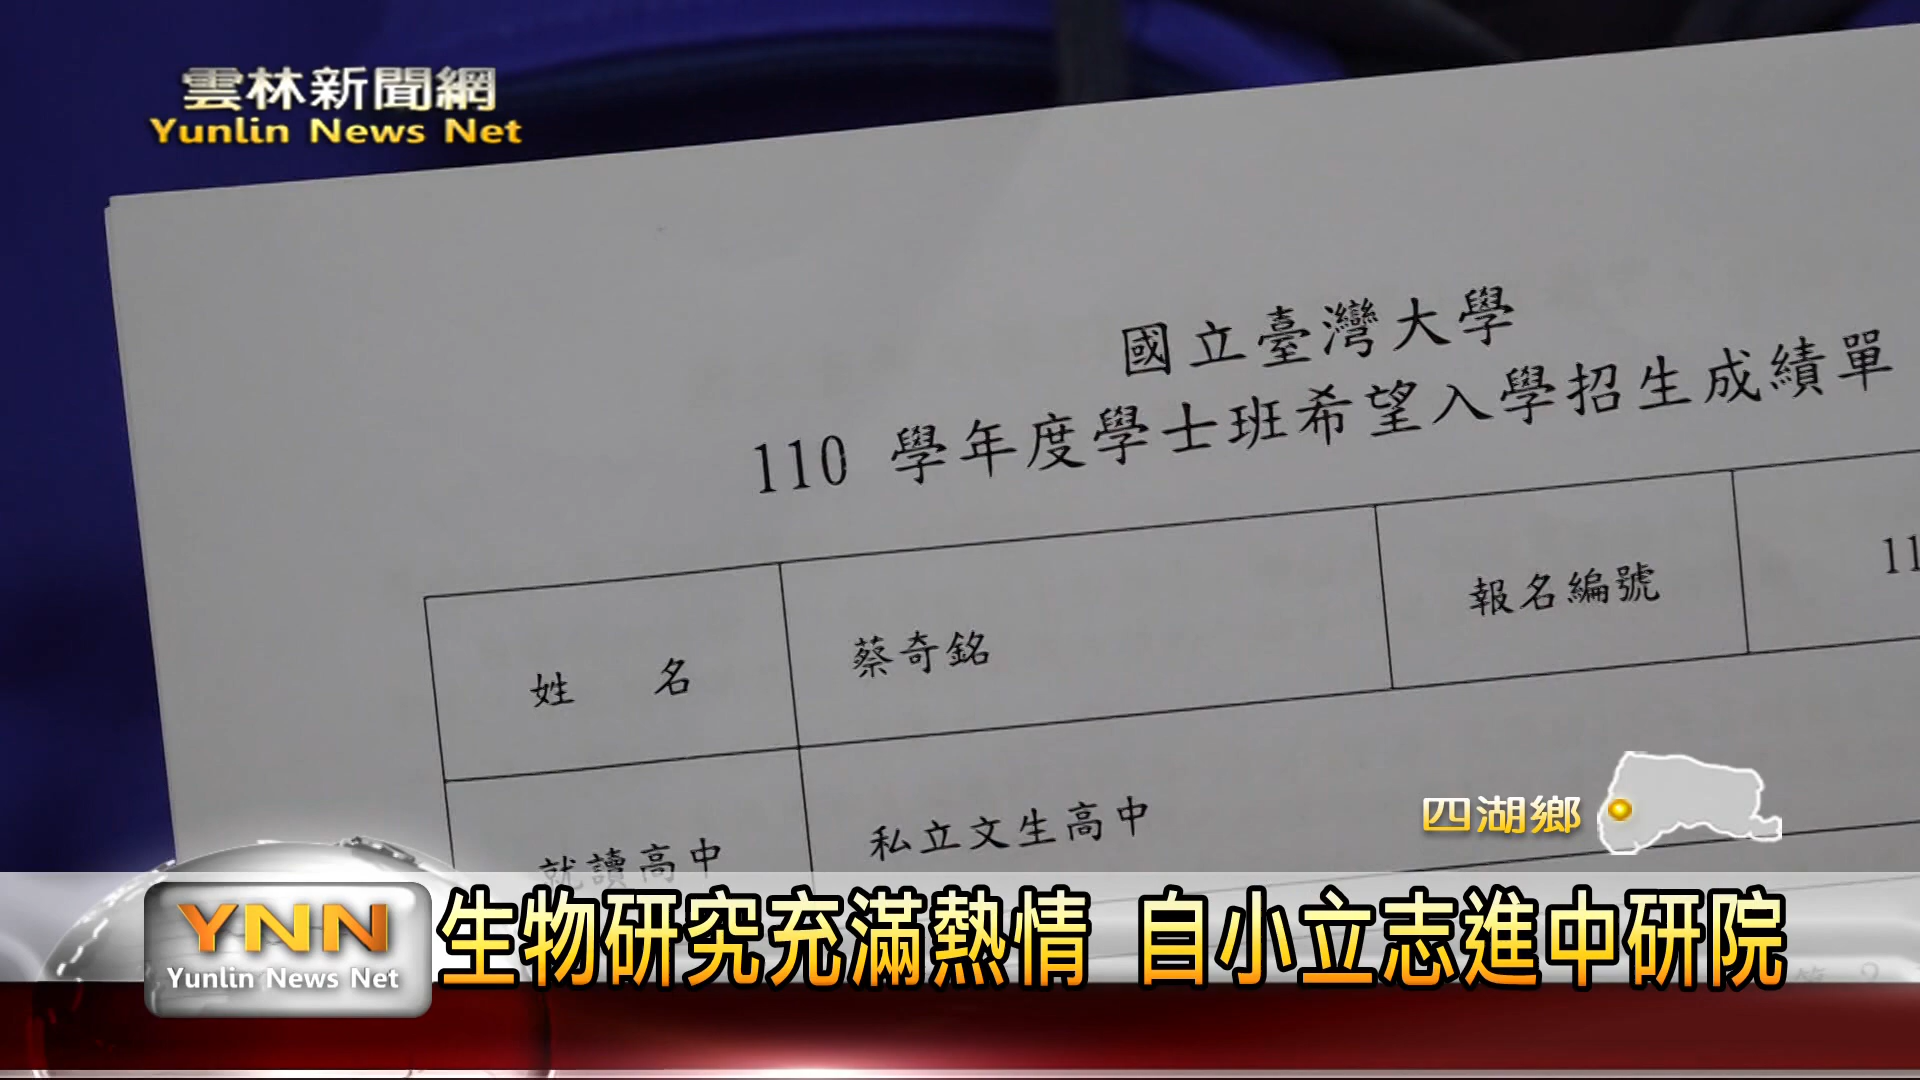 雲林新聞網
Yunlin News Net
國立臺灣大學
110 學年度學士班希望入學招生成績單
姓 名 蔡奇銘 報名編號 11
就讀高中 私立文生高中
四湖鄉
YNN 生物研究充滿熱情 自小立志進中研院
Yunlin News Net